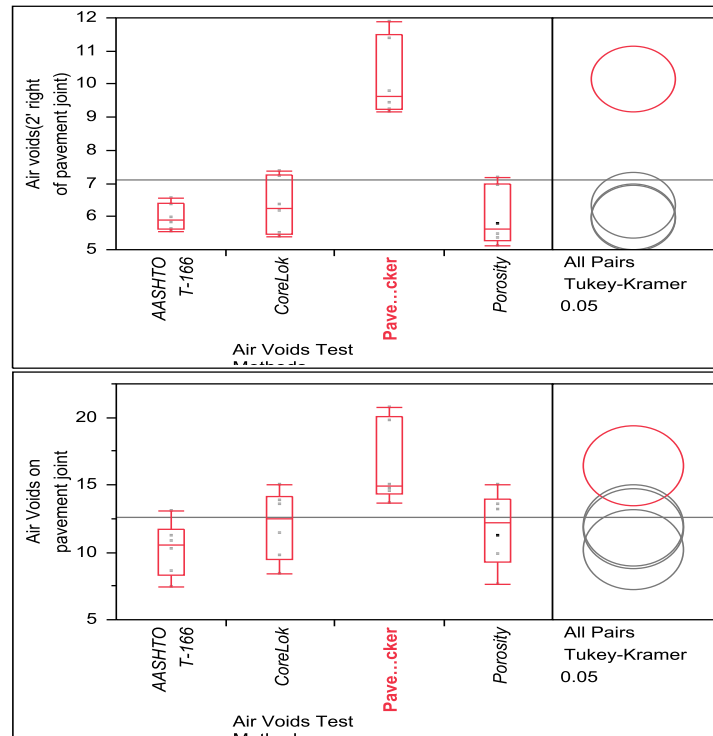 12
11
10
9
8
7
6
5
Air voids(2' right
of pavement joint)
AASHTO
T-166
CoreLok
Pave...cker
Porosity
All Pairs
Tukey-Kramer
0.05
Air Voids Test
Methods
20
15
10
5
Air Voids on
pavement joint
AASHTO
T-166
CoreLok
Pave...cker
Porosity
All Pairs
Tukey-Kramer
0.05
Air Voids Test
Methods